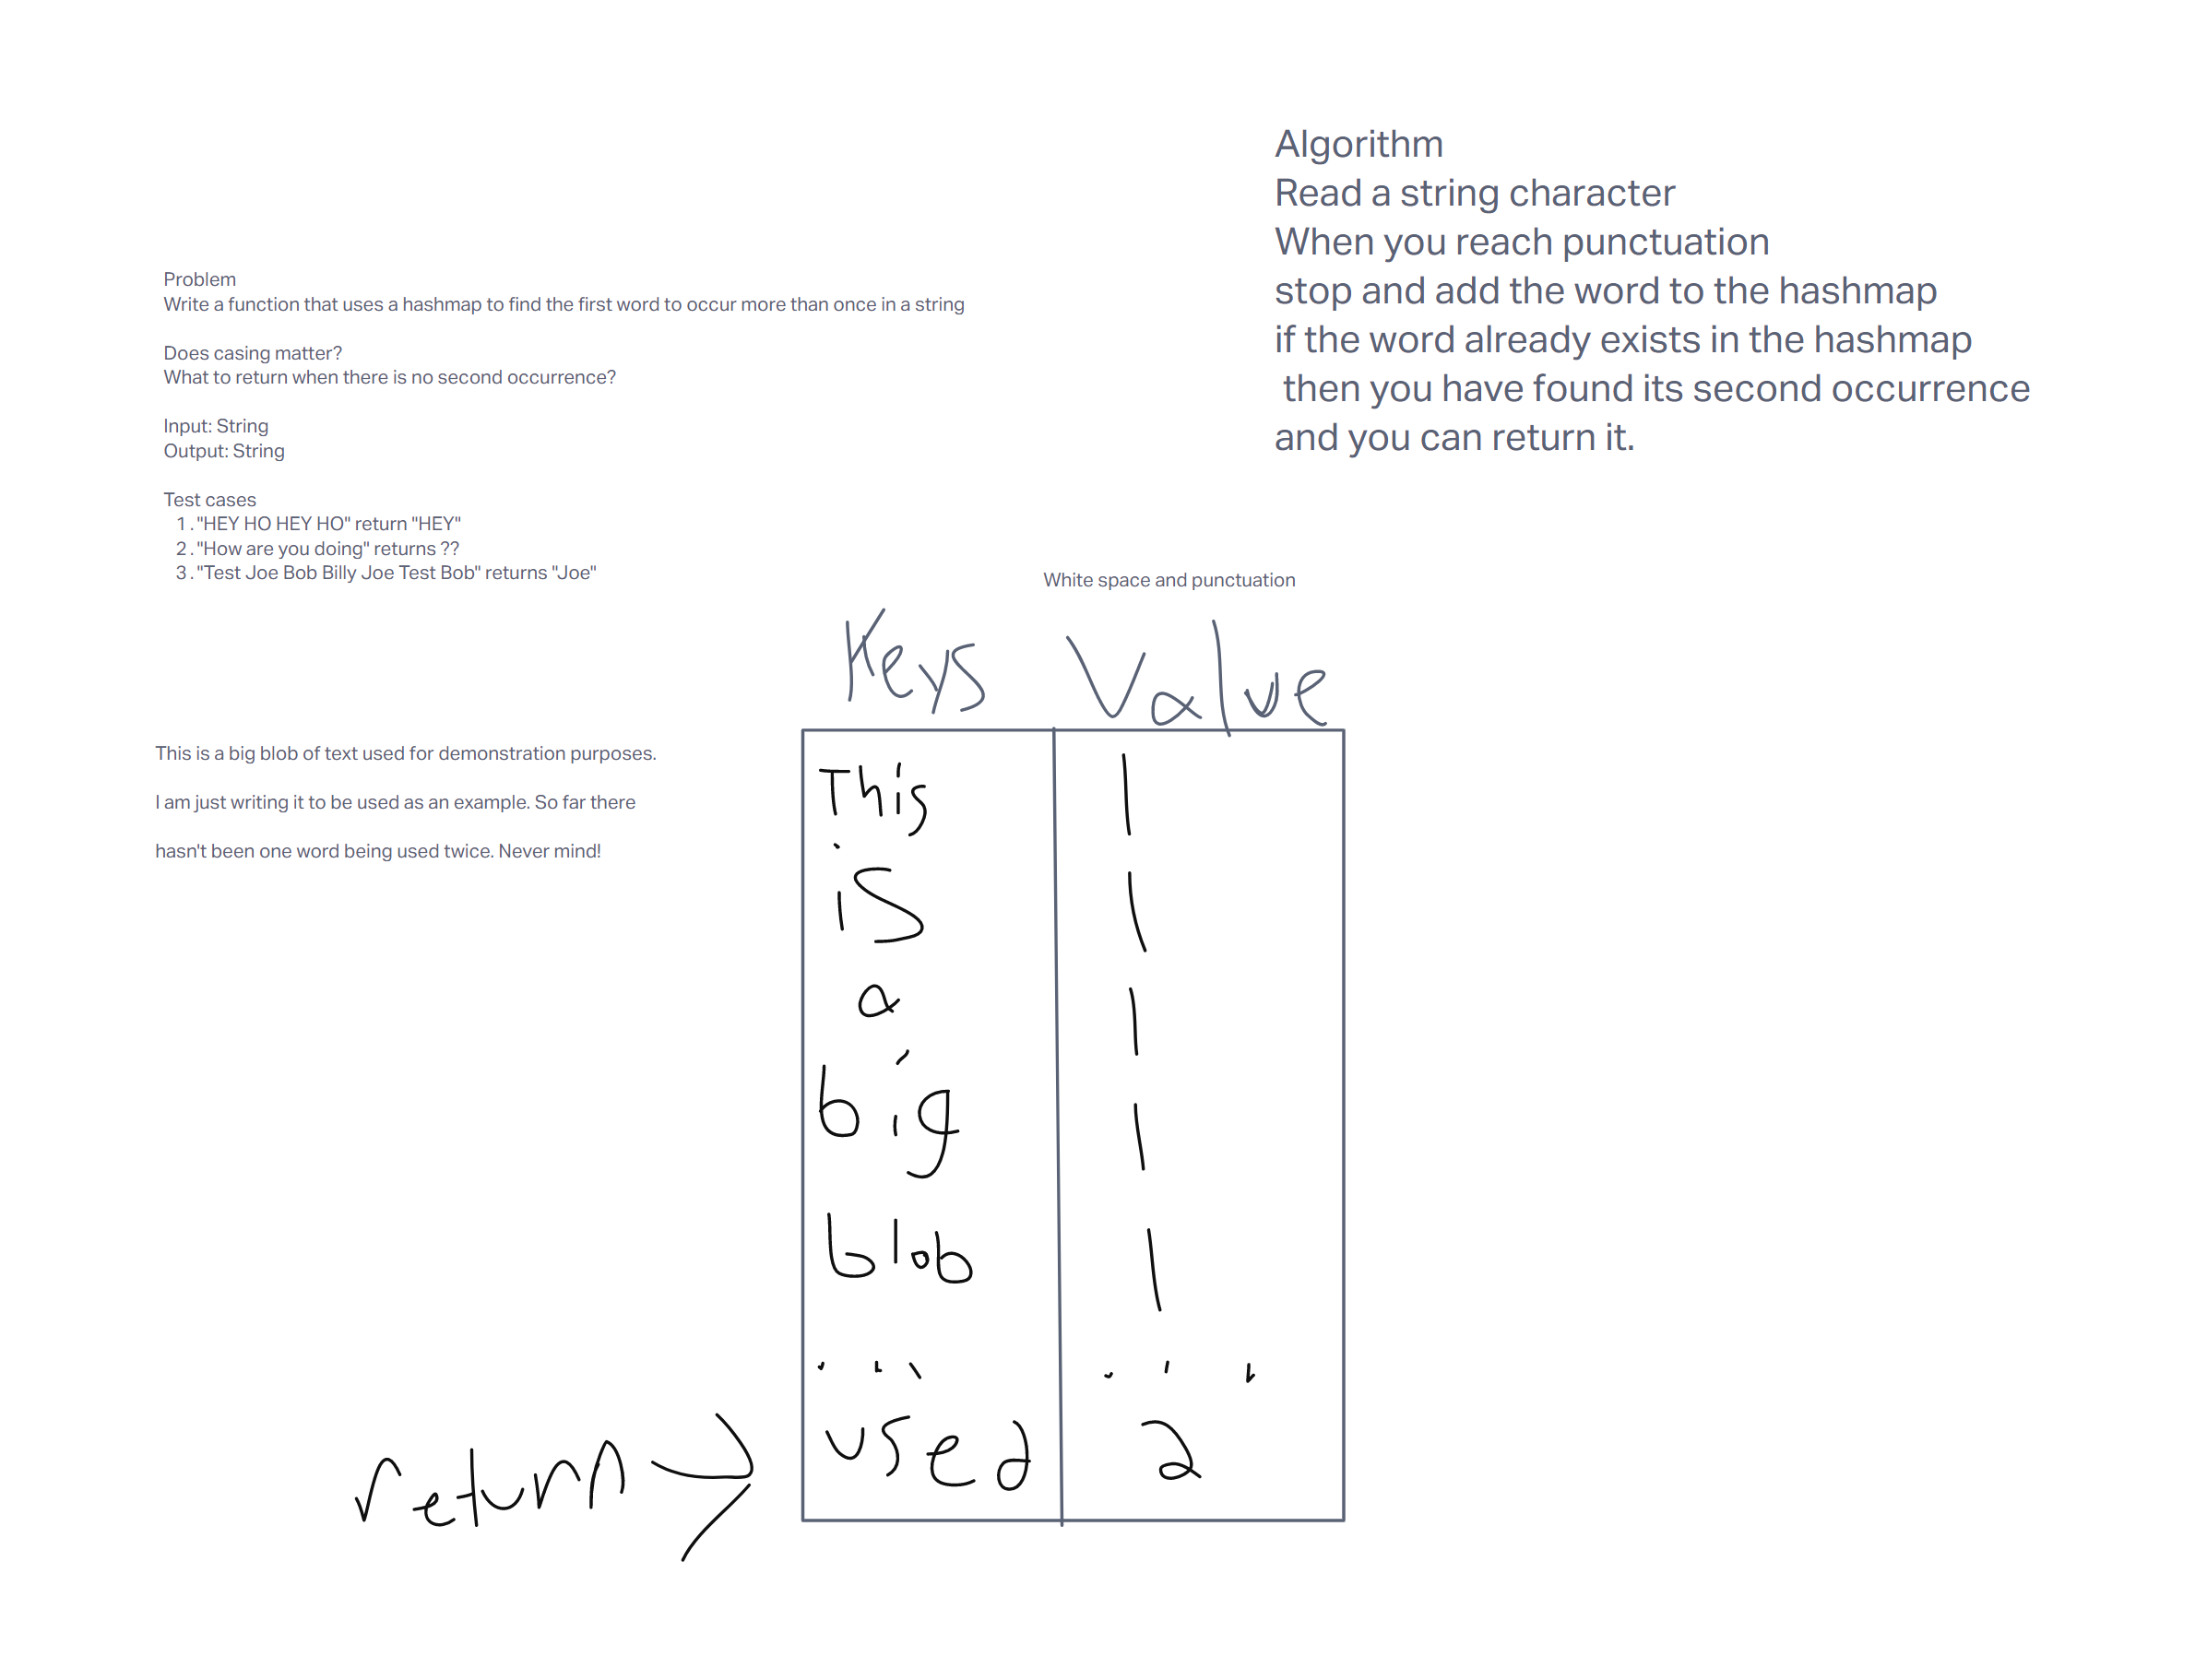 Problem
Write a function that uses a hashmap to find the first word to occur more than once in a string
Does casing matter?
What to return when there is no second occurrence?
Input: String
Output: String
Test cases
1. "HEY HO HEY HO" return "HEY"
2. "How are you doing" returns ??
3. "Test Joe Bob Billy Joe Test Bob" returns "Joe"
Algorithm
Read a string character
When you reach punctuation
stop and add the word to the hashmap
if the word already exists in the hashmap
then you have found its second occurrence
and you can return it.
White space and punctuation
This is a big blob of text used for demonstration purposes.
I am just writing it to be used as an example. So far there
hasn't been one word being used twice. Never mind!
Keys Value
This 1
is 1
a 1
big 1
blob 1
... ...
return → used 2